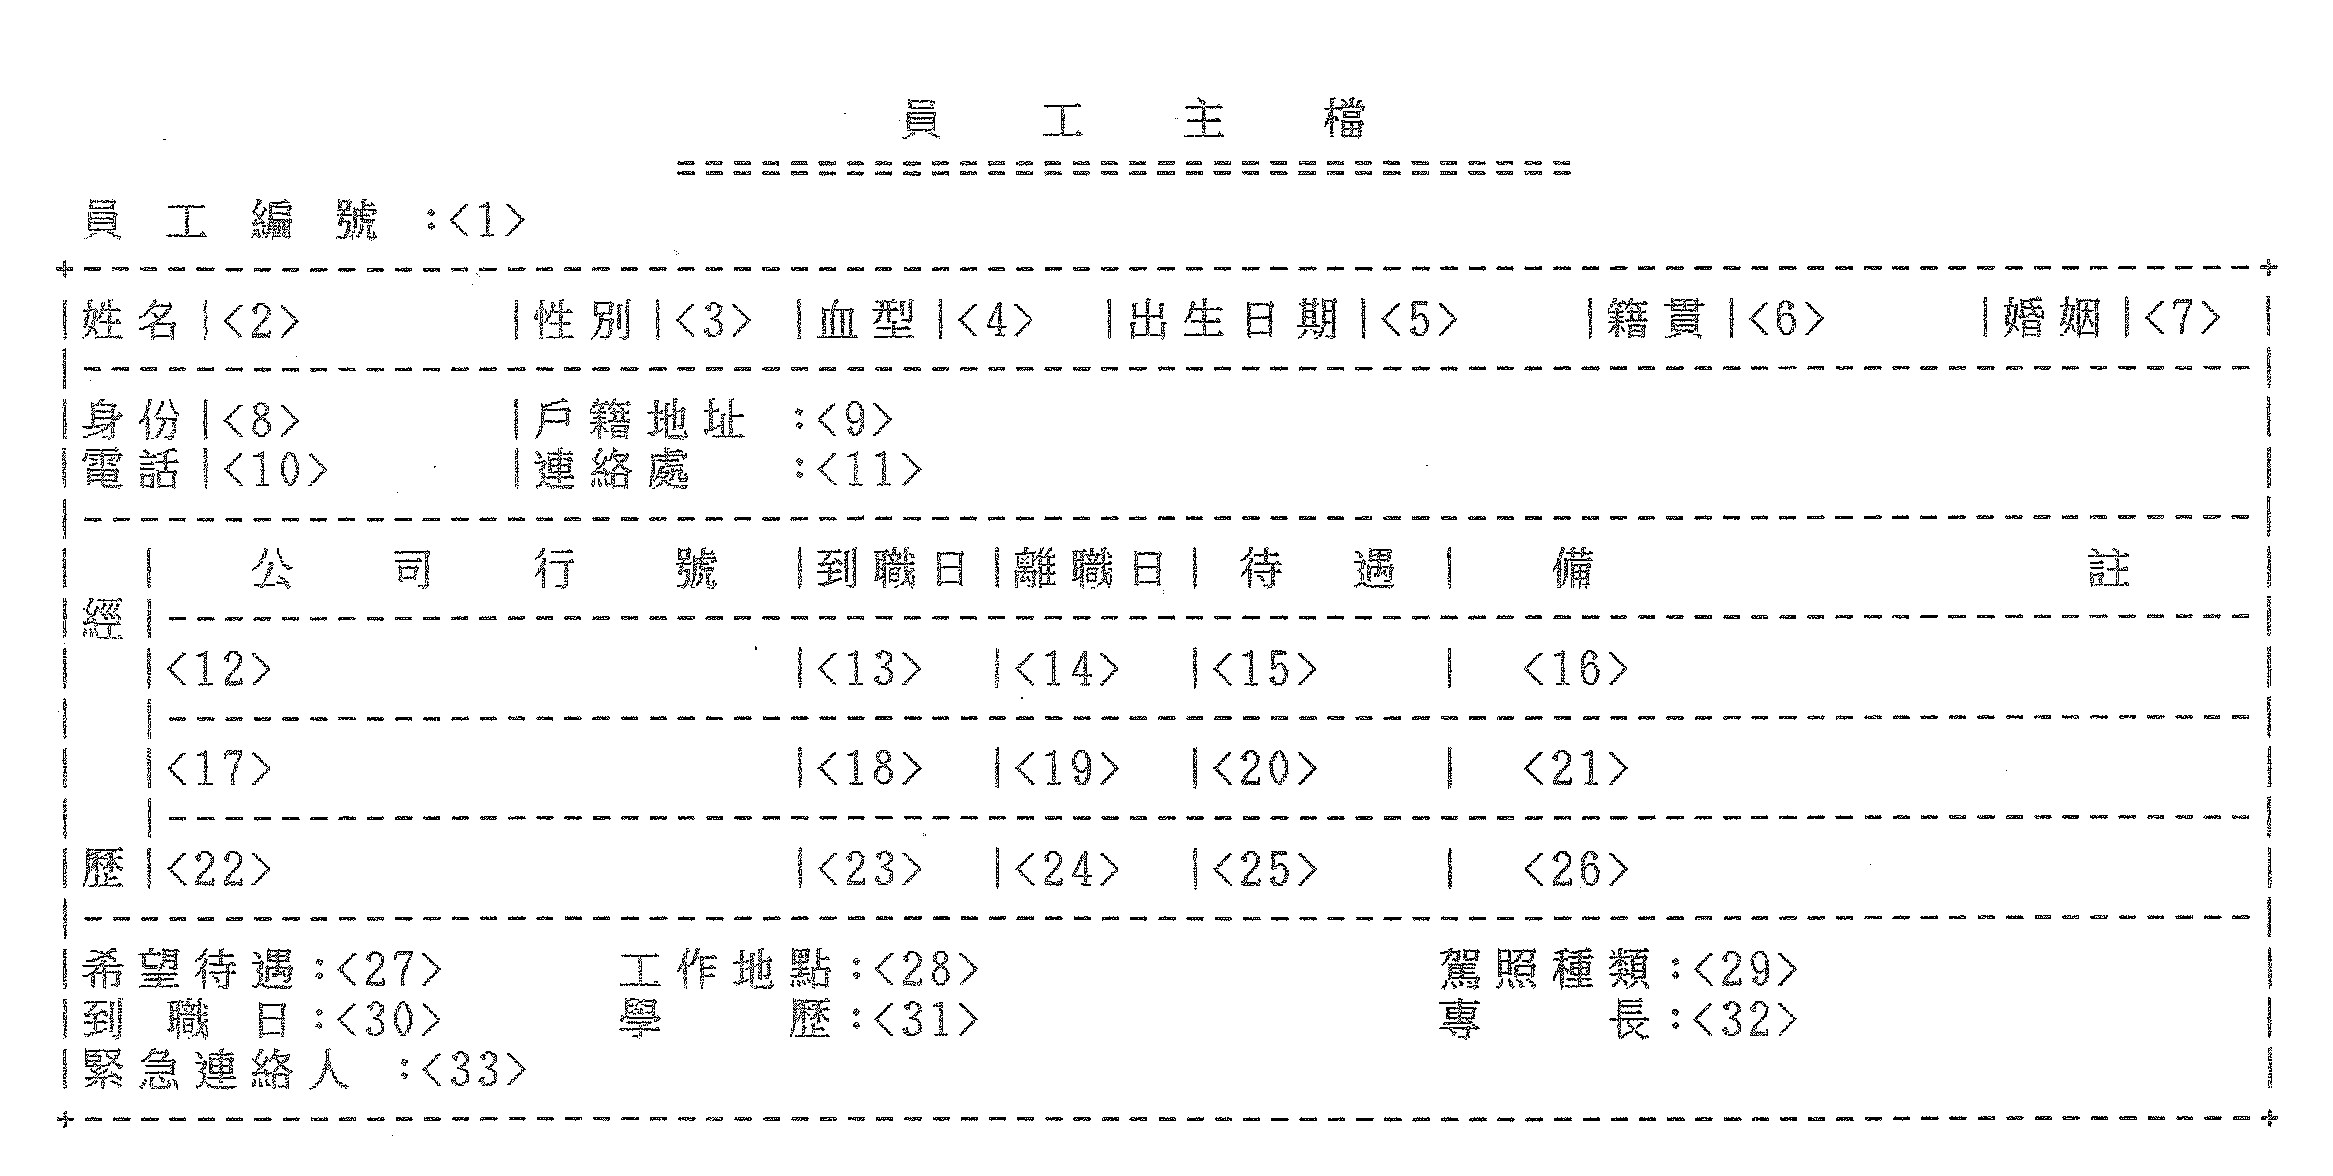 員 工 主 檔
================================
員 工 編 號 :<1>
+-----------------------------------------------------------------------------+
|姓名|<2> |性別|<3> |血型|<4> |出生日期|<5> |籍貫|<6> |婚姻|<7> |
|-----------------------------------------------------------------------------|
|身份|<8> |戶籍地址 :<9> |
|電話|<10> |連絡處 :<11> |
|-----------------------------------------------------------------------------|
| | 公 司 行 號 |到職日|離職日| 待 遇 | 備 註 |
|經|--------------------------------------------------------------------------|
| |<12> |<13> |<14> |<15> | <16> |
| |--------------------------------------------------------------------------|
| |<17> |<18> |<19> |<20> | <21> |
| |--------------------------------------------------------------------------|
|歷|<22> |<23> |<24> |<25> | <26> |
|-----------------------------------------------------------------------------|
|希望待遇:<27> 工作地點:<28> 駕照種類:<29> |
|到 職 日:<30> 學 歷:<31> 專 長:<32> |
|緊急連絡人 :<33> |
+-----------------------------------------------------------------------------+